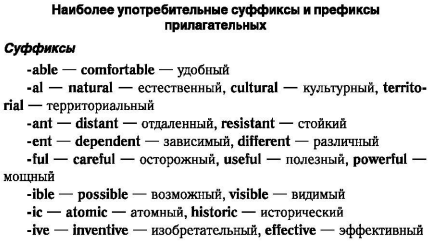 Наиболее употребительные суффиксы и префиксы
прилагательных
Суффиксы
-able — comfortable — удобный
-al — natural — естественный, cultural — культурный, territo-
rial — территориальный
-ant — distant — отдаленный, resistant — стойкий
-ent — dependent — зависимый, different — различный
-ful — careful — осторожный, useful — полезный, powerful —
мощный
-ible — possible — возможный, visible — видимый
-ic — atomic — атомный, historic — исторический
-ive — inventive — изобретательный, effective — эффективный